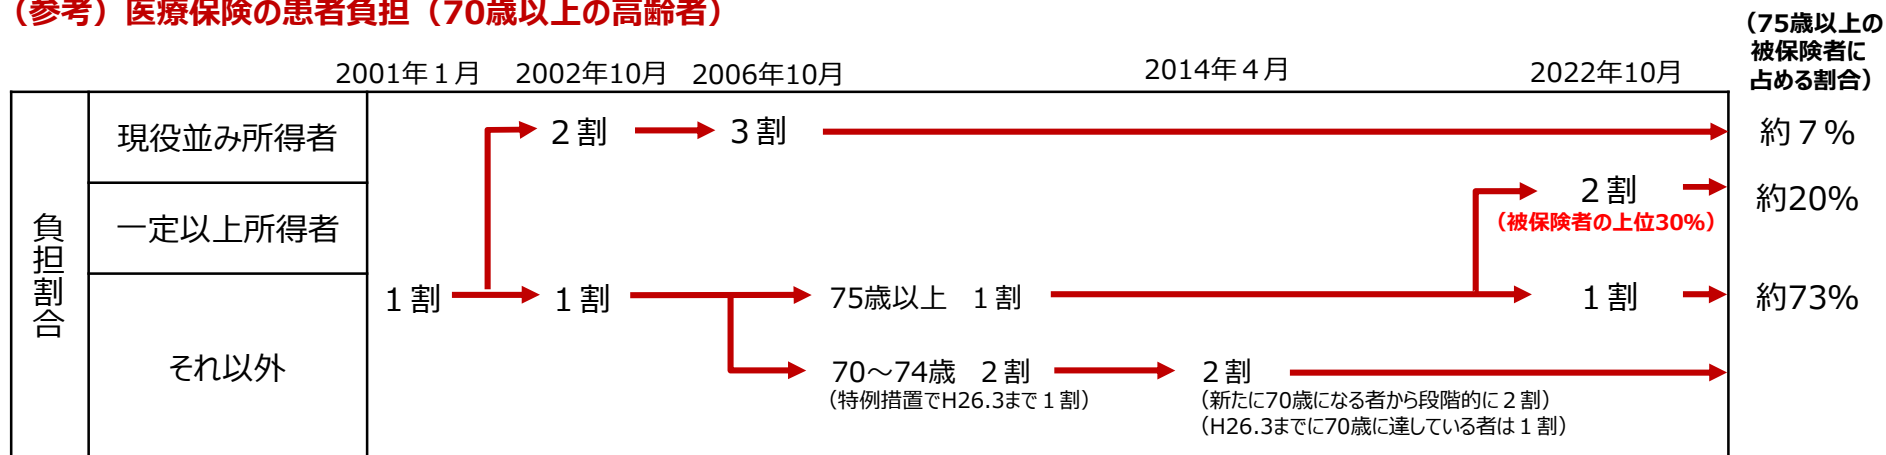 （参考）医療保険の患者負担（70歳以上の高齢者）
（75歳以上の
被保険者に
占める割合）
2001年１月 2002年10月 2006年10月 2014年４月 2022年10月
負担割合
現役並み所得者
２割 ３割
約７％
一定以上所得者
２割
（被保険者の上位30%）
約20%
それ以外
１割 １割 75歳以上 １割 １割
約73%
70～74歳 ２割 ２割
（特例措置でH26.3まで１割）
（新たに70歳になる者から段階的に２割）
（H26.3までに70歳に達している者は１割）